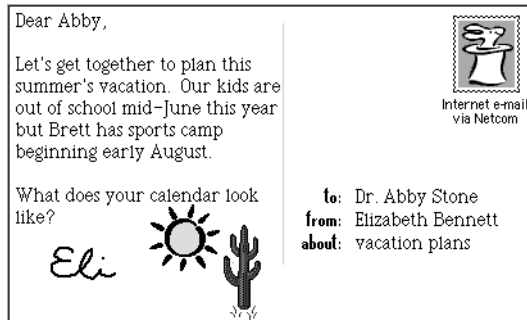 Dear Abby,
Let's get together to plan this
summer's vacation. Our kids are
out of school mid-June this year
but Brett has sports camp
beginning early August.
What does your calendar look
like?
Eli
Internet e-mail
via Netcom
to: Dr. Abby Stone
from: Elizabeth Bennett
about: vacation plans